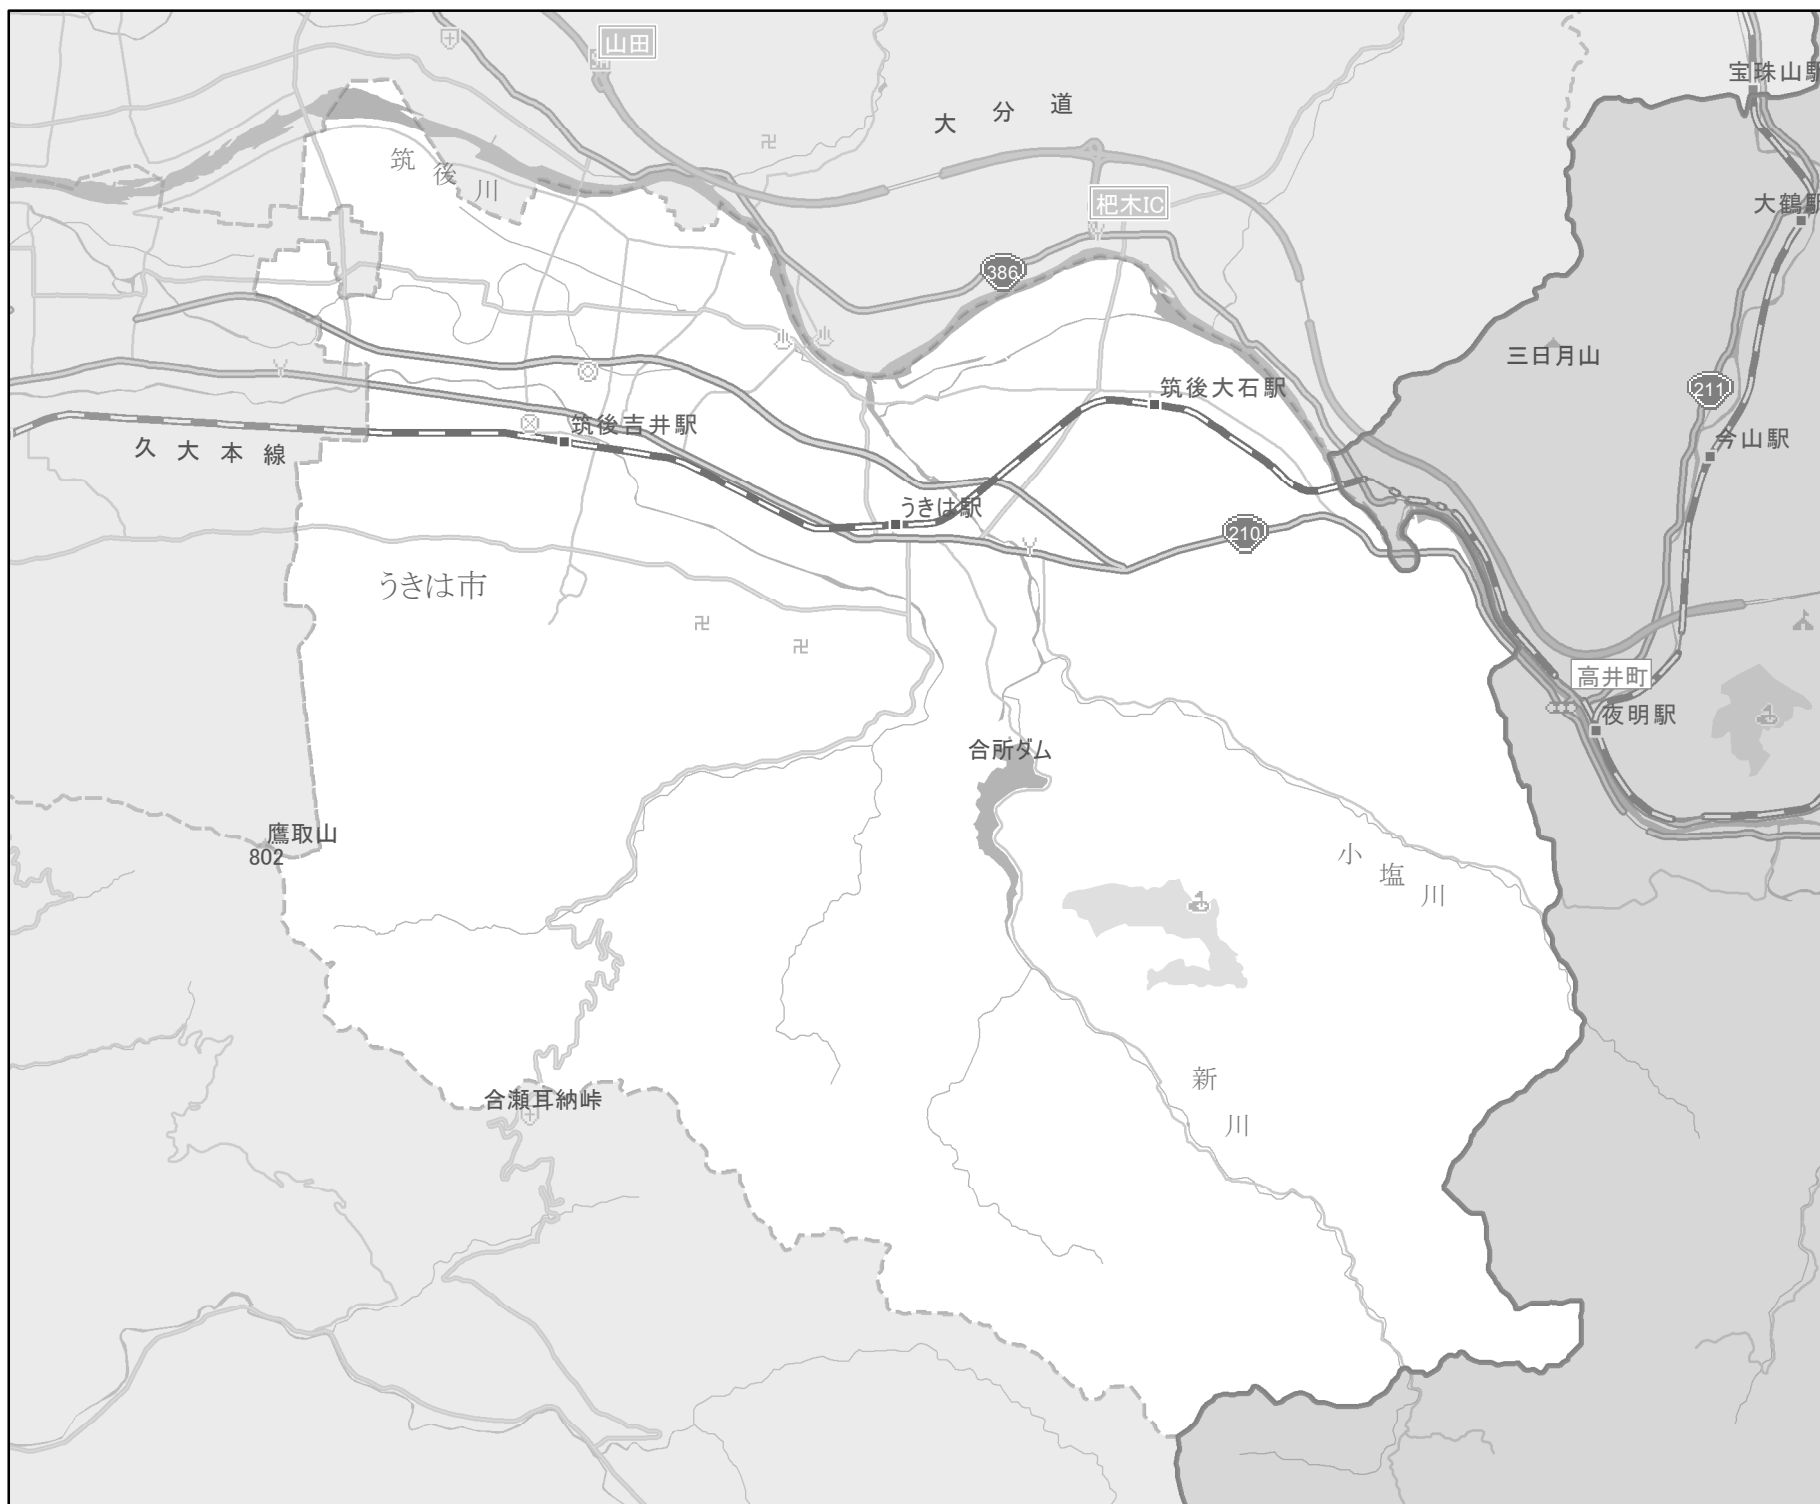 山田
宝珠山駅
大分道
筑後川
杷木IC
大鶴駅
386
三日月山
211
筑後大石駅
筑後吉井駅
久大本線
今山駅
うきは駅
210
うきは市
高井町
夜明駅
合所ダム
鷹取山
802
小塩川
新川
合瀬耳納峠